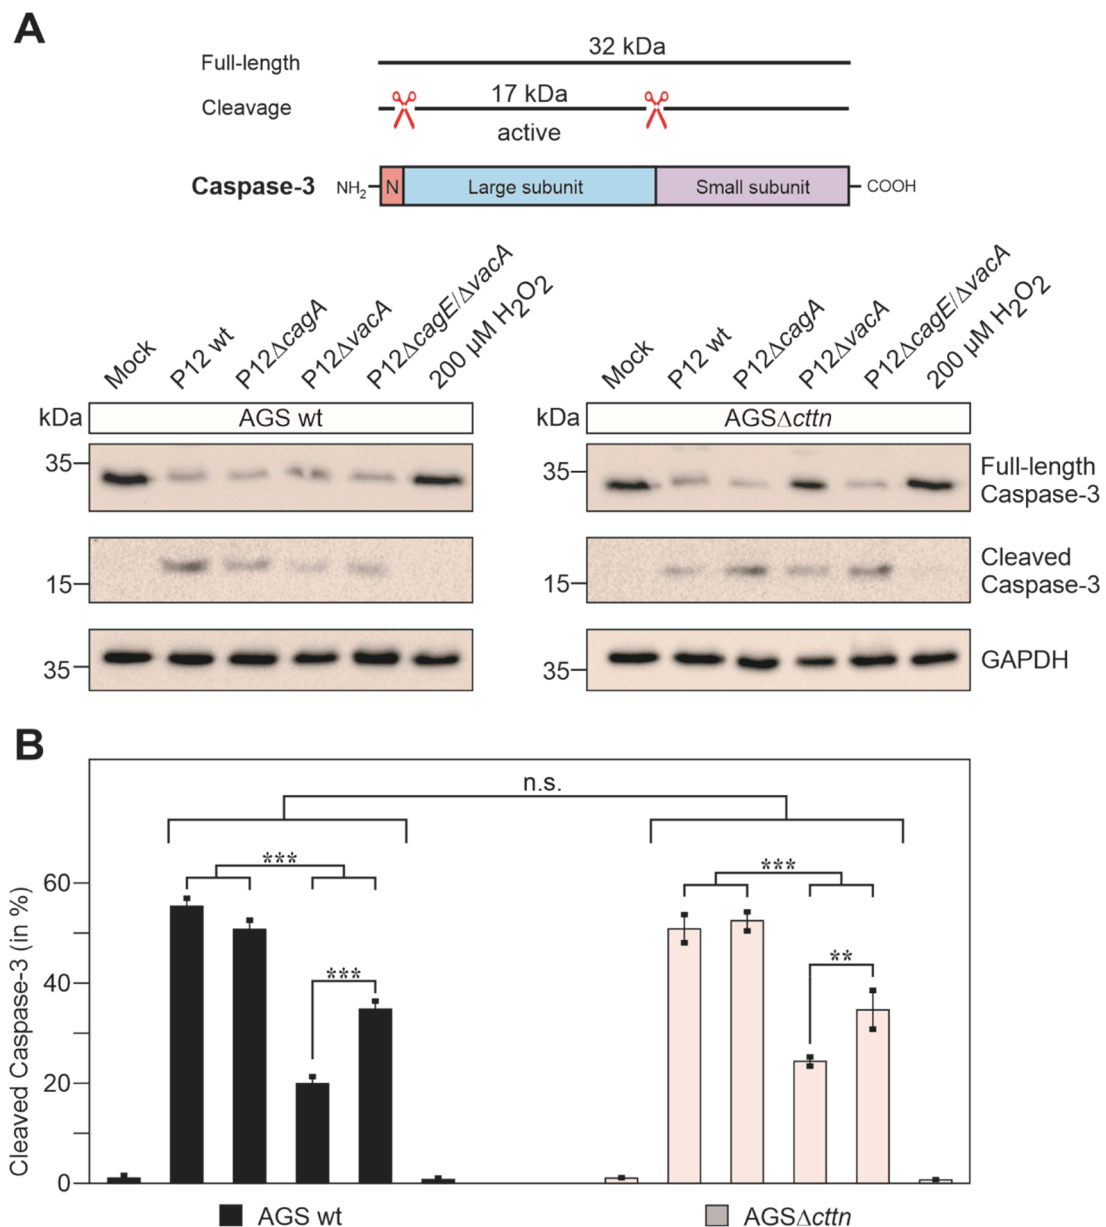 A
Full-length
32 kDa
Cleavage
17 kDa
active
Caspase-3
NH2
N
Large subunit
Small subunit
COOH
Mock
P12 wt
P12ΔcagA
P12ΔvacA
P12ΔcagE/ΔvacA
200 µM H2O2
Mock
P12 wt
P12ΔcagA
P12ΔvacA
P12ΔcagE/ΔvacA
200 µM H2O2
kDa
AGS wt
kDa
AGSΔcttn
35
35
Full-length
Caspase-3
15
15
Cleaved
Caspase-3
35
35
GAPDH
B
n.s.
***
***
***
**
Cleaved Caspase-3 (in %)
60
40
20
0
AGS wt
AGSΔcttn